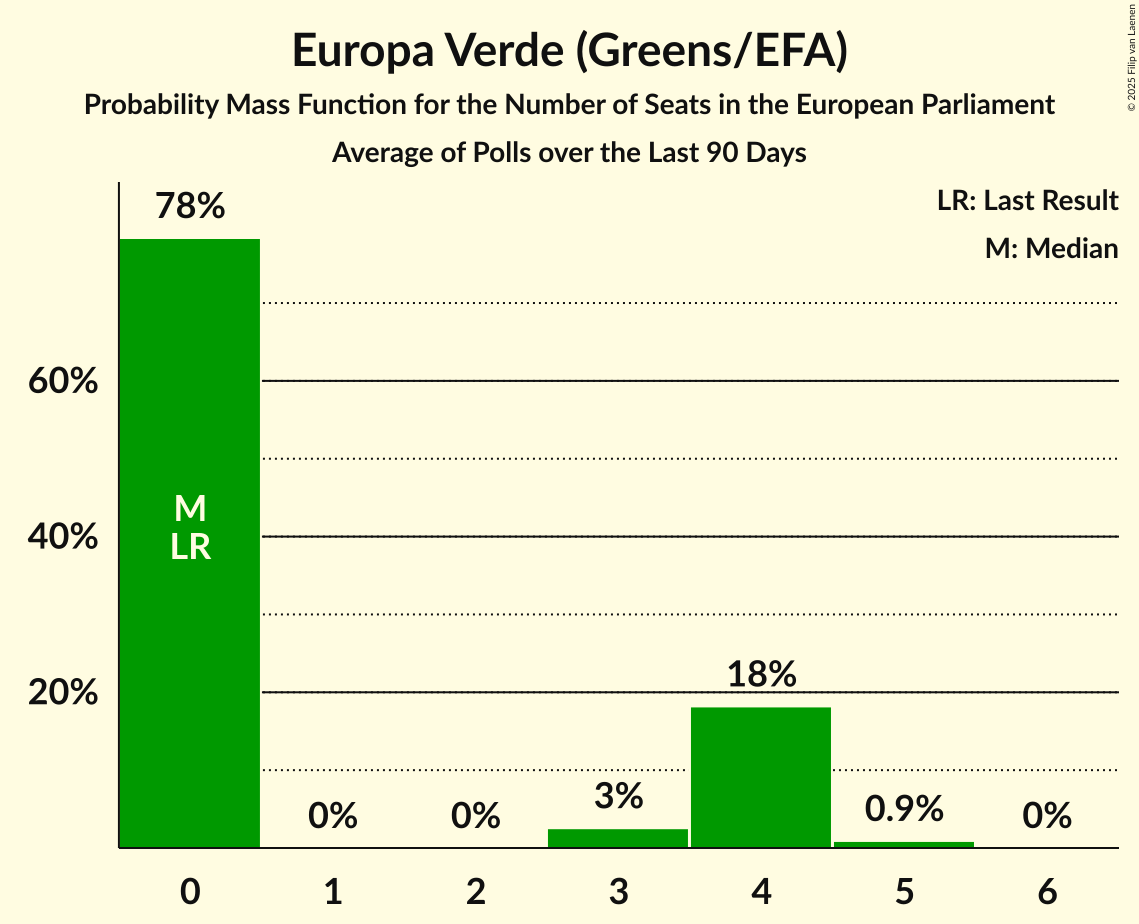 Europa Verde (Greens/EFA)
Probability Mass Function for the Number of Seats in the European Parliament
Average of Polls over the Last 90 Days
© 2025 Filip van Laenen
LR: Last Result
M: Median
78%
60%
M
40%
LR
18%
20%
3%
0.9%
0%
0%
0%
0 1 2 3 4 5 6